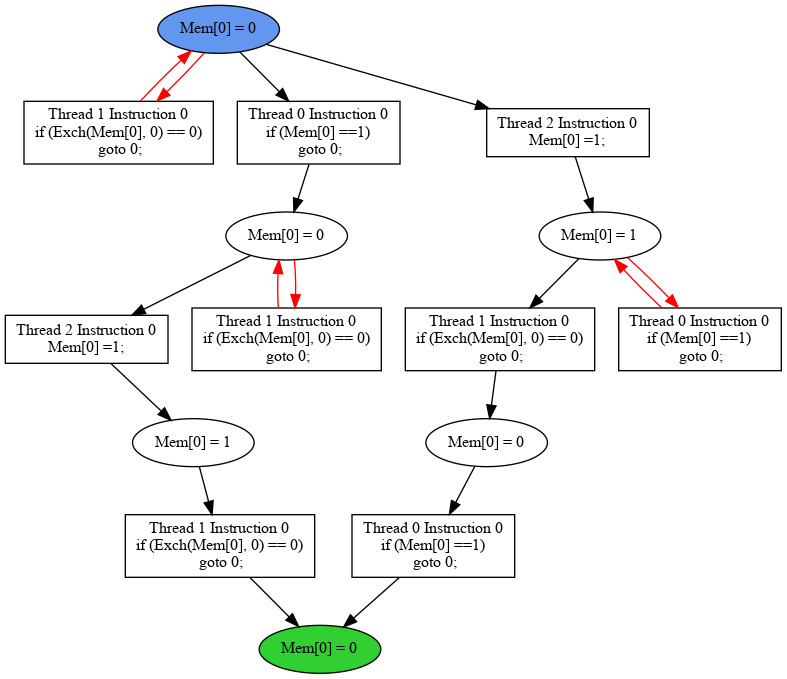 Mem[0] = 0
Thread 1 Instruction 0
if (Exch(Mem[0], 0) == 0)
goto 0;
Thread 0 Instruction 0
if (Mem[0] ==1)
goto 0;
Thread 2 Instruction 0
Mem[0] =1;
Mem[0] = 0
Mem[0] = 1
Thread 2 Instruction 0
Mem[0] =1;
Thread 1 Instruction 0
if (Exch(Mem[0], 0) == 0)
goto 0;
Thread 1 Instruction 0
if (Exch(Mem[0], 0) == 0)
goto 0;
Thread 0 Instruction 0
if (Mem[0] ==1)
goto 0;
Mem[0] = 1
Mem[0] = 0
Thread 1 Instruction 0
if (Exch(Mem[0], 0) == 0)
goto 0;
Thread 0 Instruction 0
if (Mem[0] ==1)
goto 0;
Mem[0] = 0